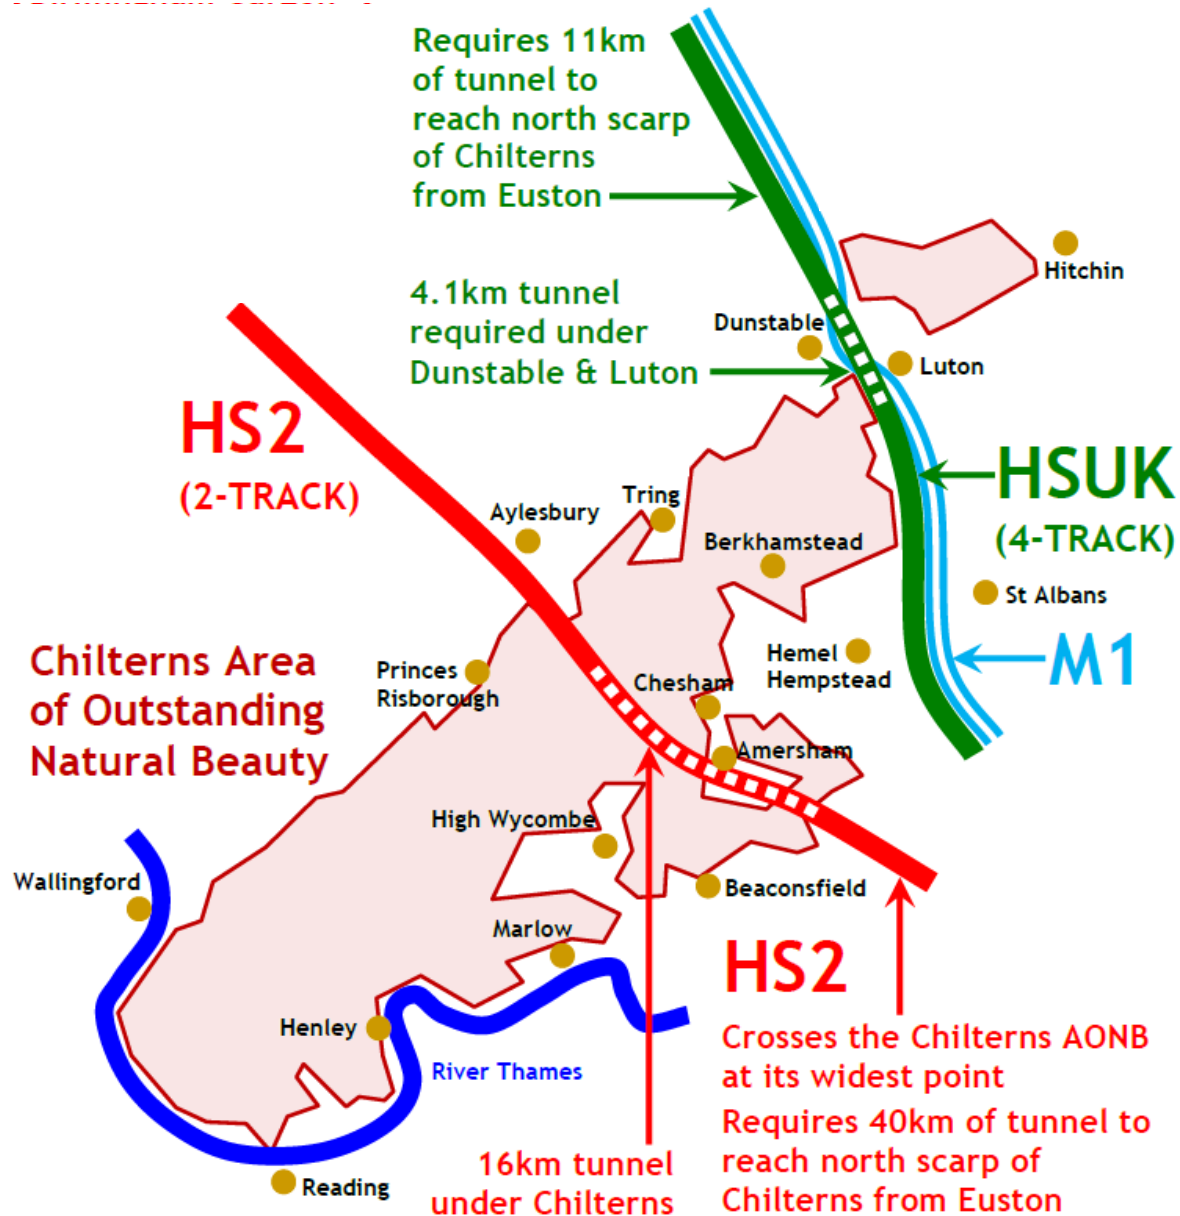 Requires 11km
of tunnel to
reach north scarp
of Chilterns
from Euston
Hitchin
4.1km tunnel
required under
Dunstable & Luton
Dunstable
Luton
HS2
(2-TRACK)
HSUK
(4-TRACK)
Tring
Aylesbury
Berkhamstead
St Albans
M1
Chilterns Area
of Outstanding
Natural Beauty
Princes
Risborough
Hemel
Hempstead
Chesham
Amersham
High Wycombe
Wallingford
Beaconsfield
Marlow
HS2
Henley
River Thames
Crosses the Chilterns AONB
at its widest point
Requires 40km of tunnel to
reach north scarp of
Chilterns from Euston
16km tunnel
under Chilterns
Reading